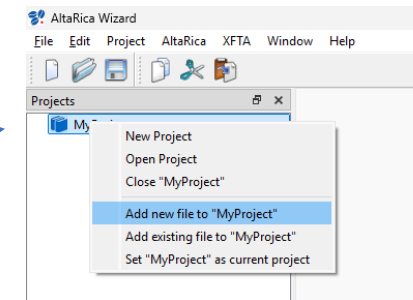 AltaRica Wizard
File Edit Project AltaRica XFTA Window Help
Projects
New Project
Open Project
Close "MyProject"
Add new file to "MyProject"
Add existing file to "MyProject"
Set "MyProject" as current project